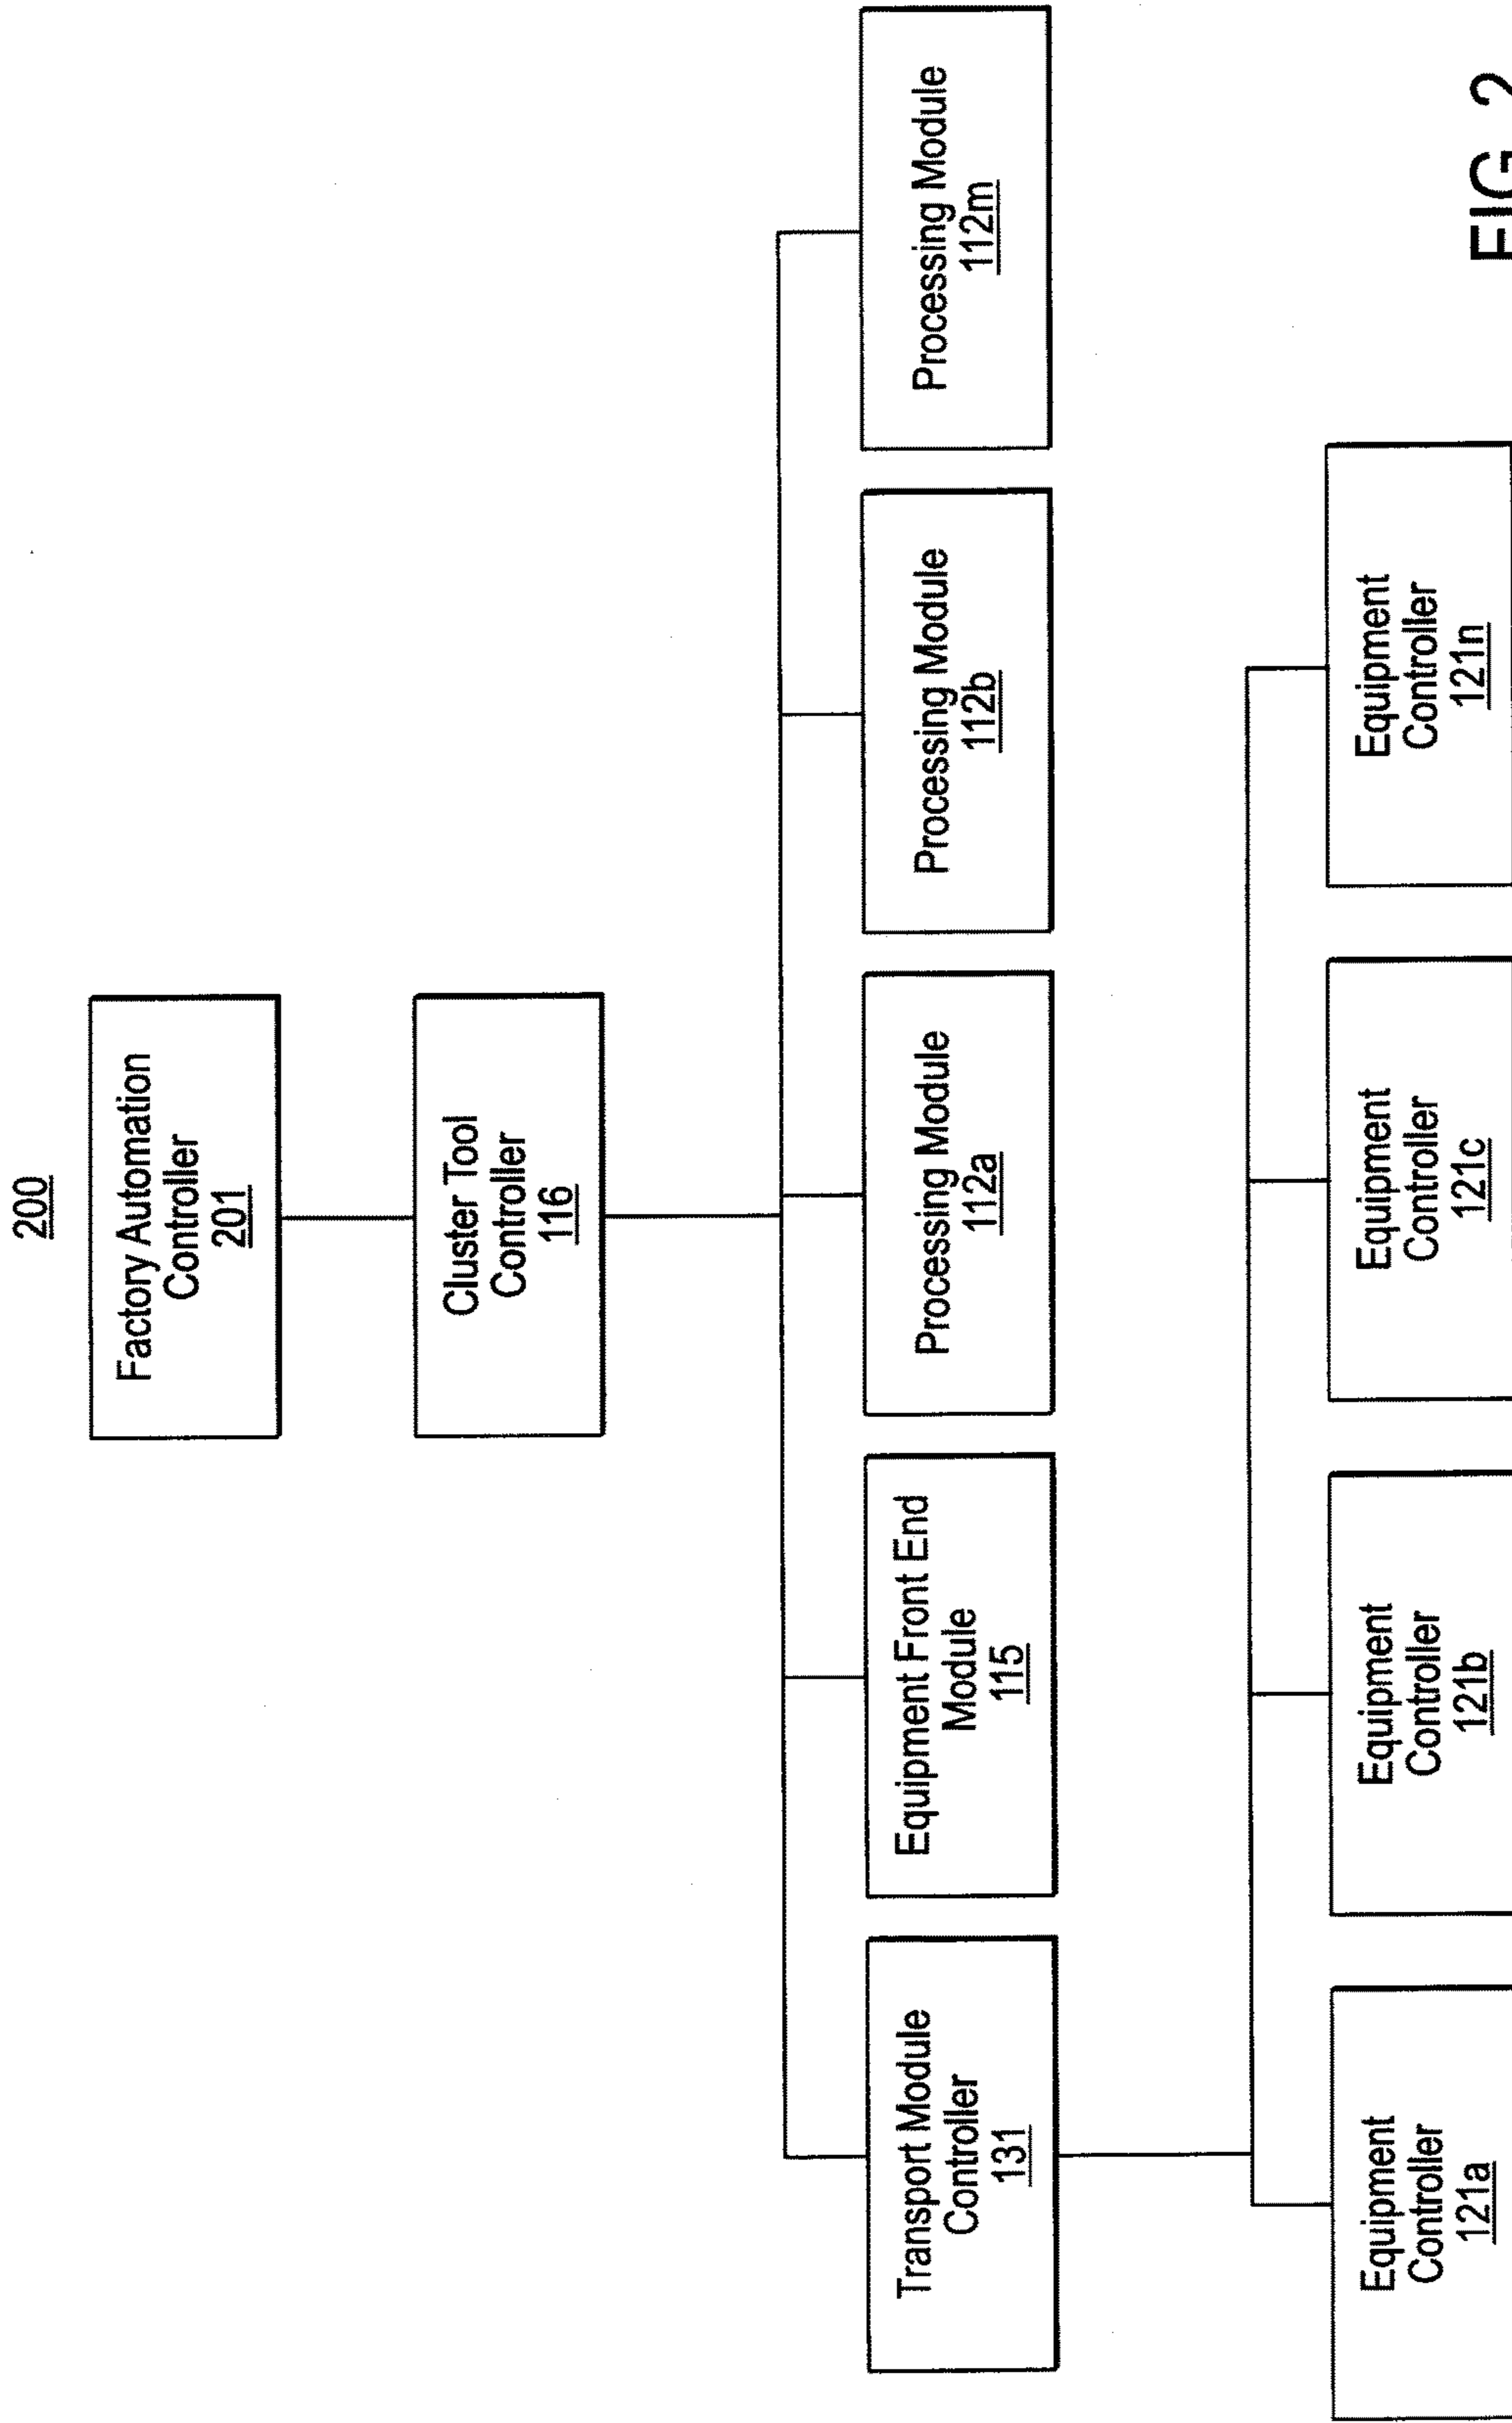 200
Factory Automation
Controller
201
Cluster Tool
Controller
116
Transport Module
Controller
131
Equipment Front End
Module
115
Processing Module
112a
Processing Module
112b
Processing Module
112m
Equipment
Controller
121a
Equipment
Controller
121b
Equipment
Controller
121c
Equipment
Controller
121n
FIG. 2